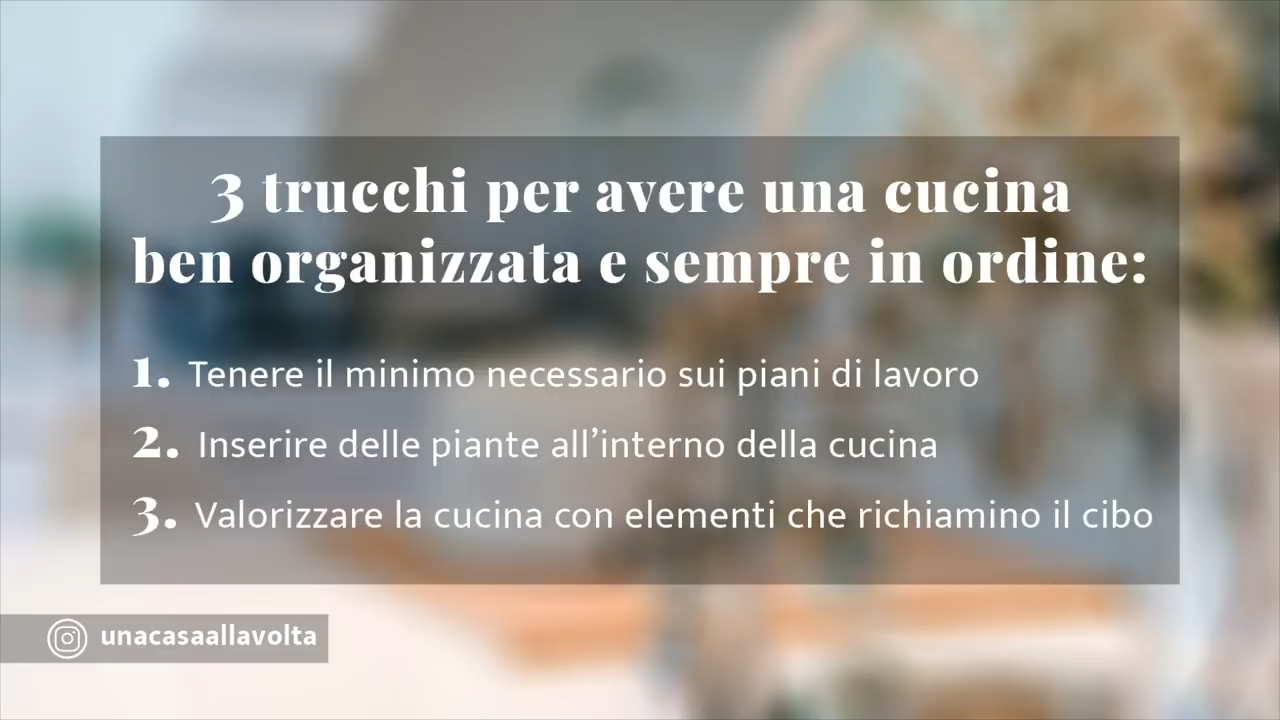 3 trucchi per avere una cucina
ben organizzata e sempre in ordine:
1. Tenere il minimo necessario sui piani di lavoro
2. Inserire delle piante all’interno della cucina
3. Valorizzare la cucina con elementi che richiamino il cibo
unacasaallavolta